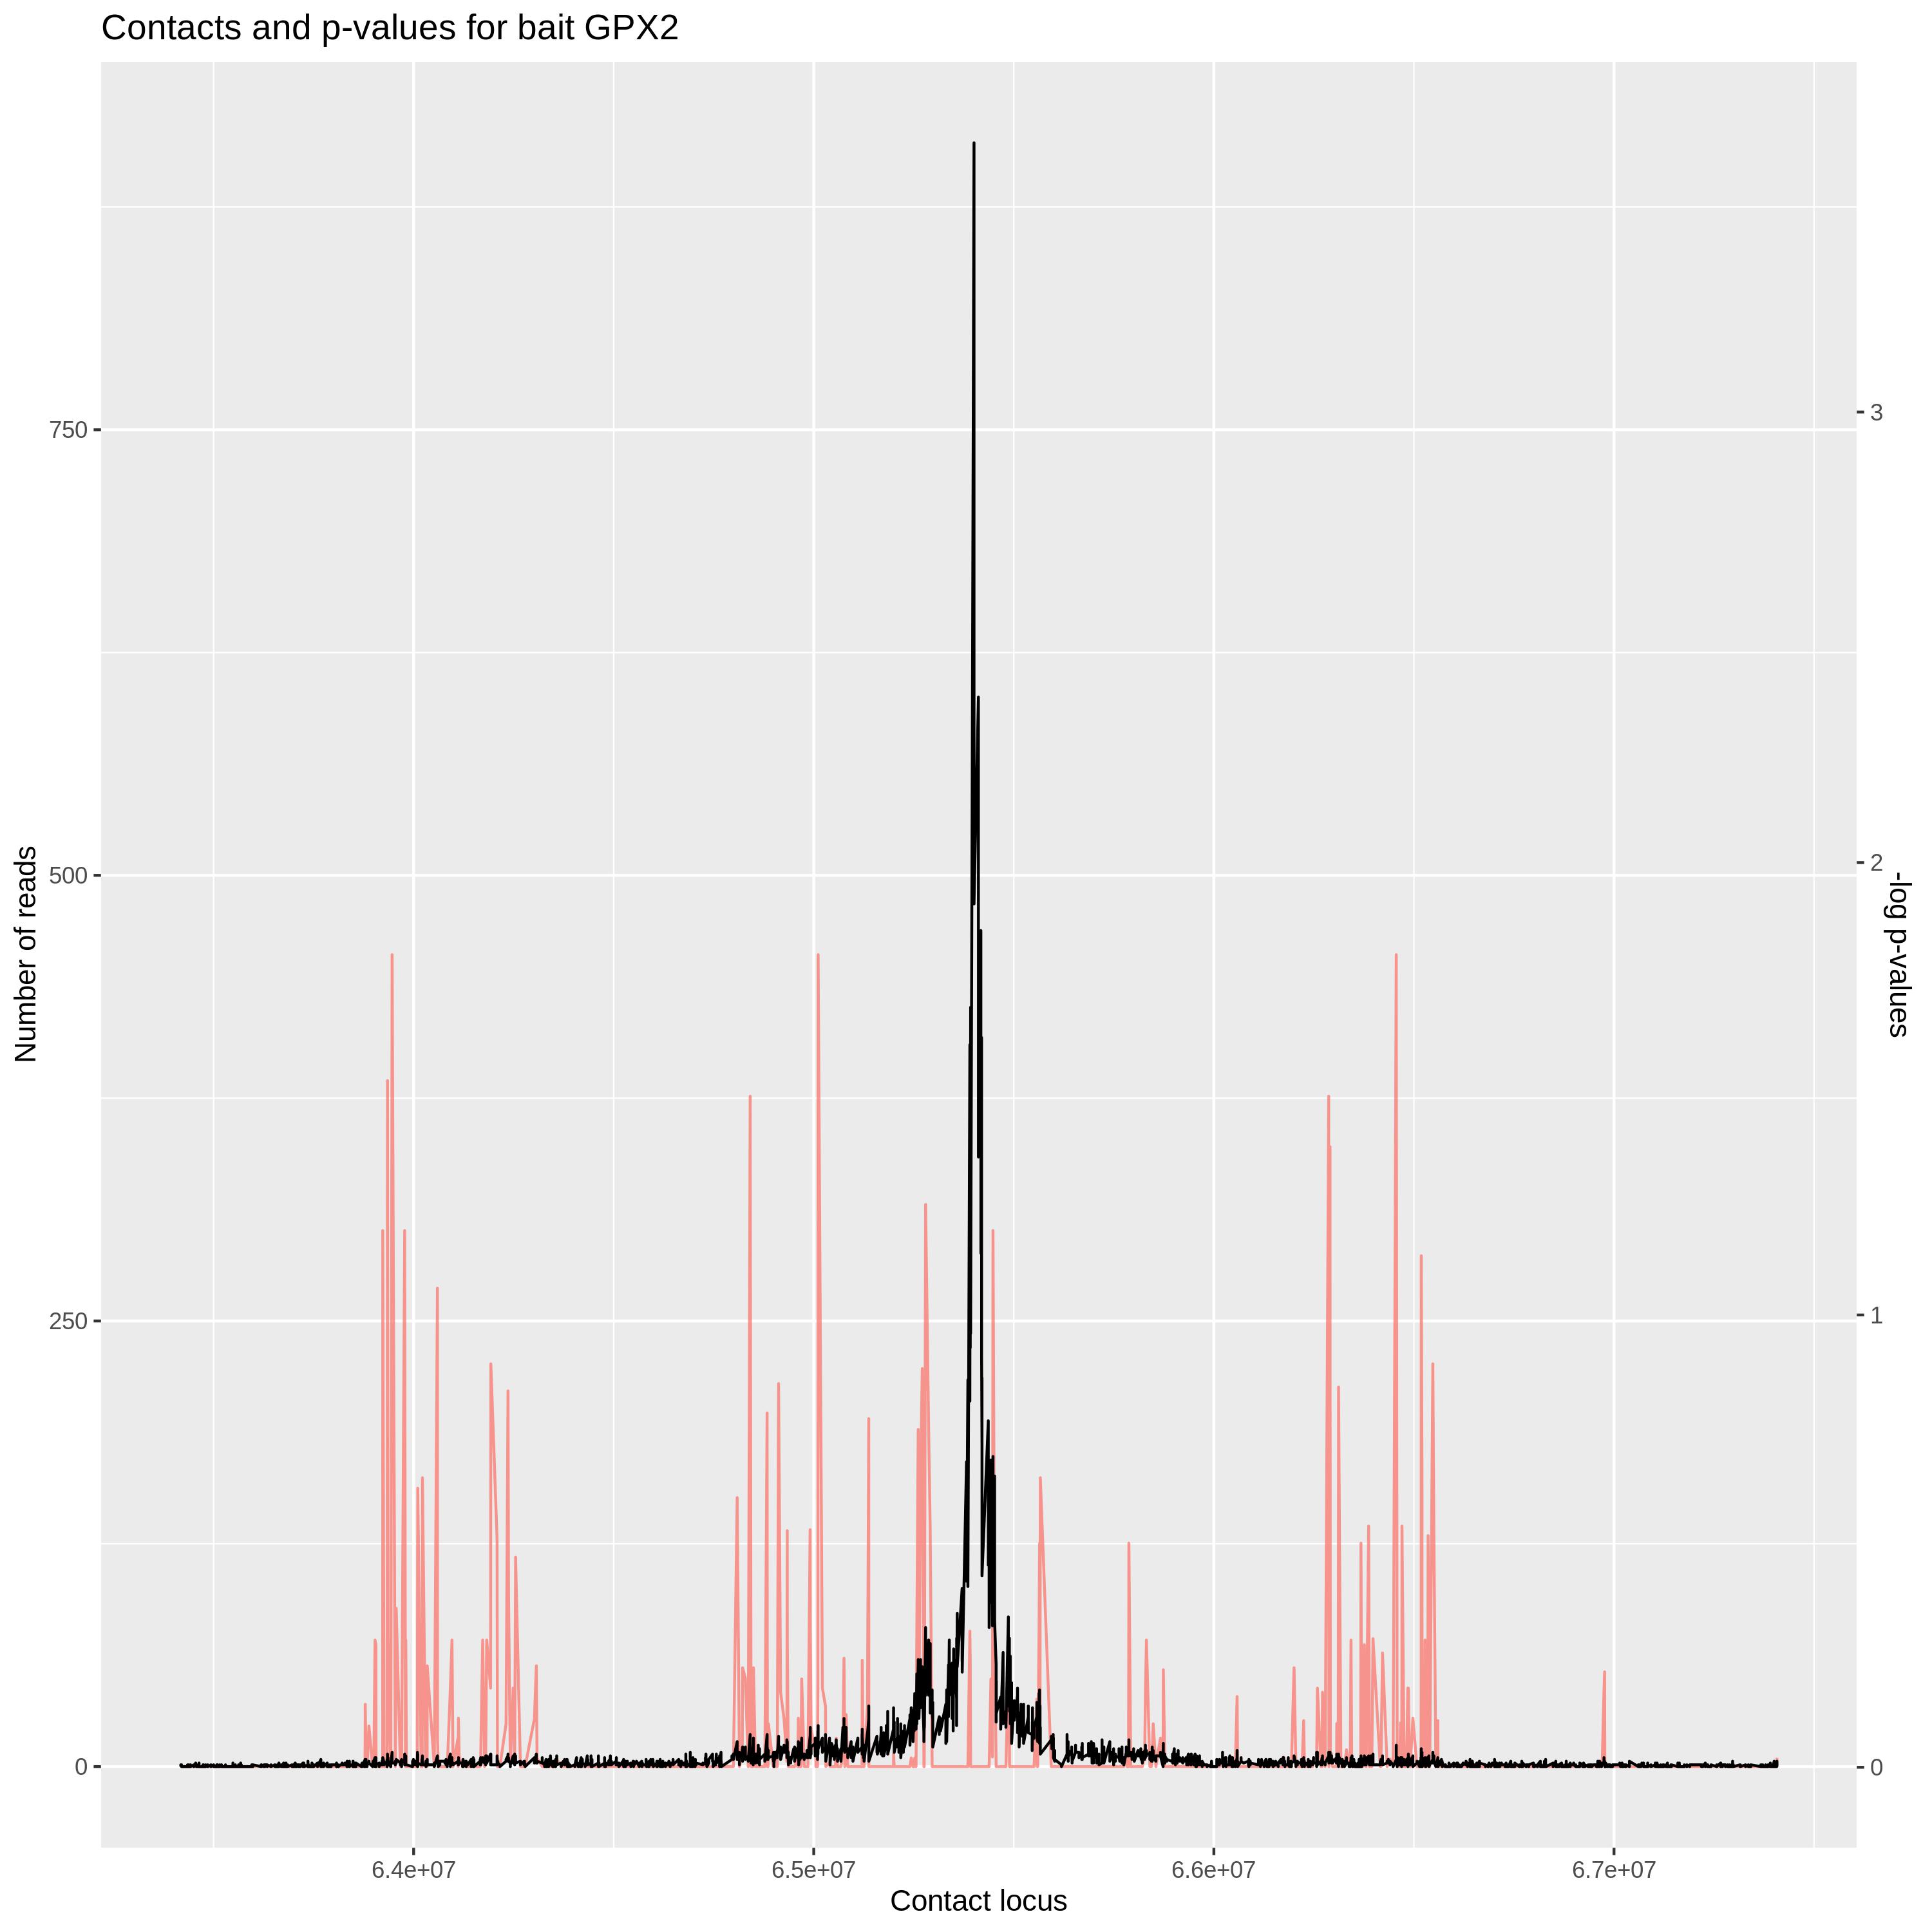 Contacts and p-values for bait GPX2
Number of reads
750
500
250
0
3
2
1
0
-log p-values
6.4e+07
6.5e+07
6.6e+07
6.7e+07
Contact locus